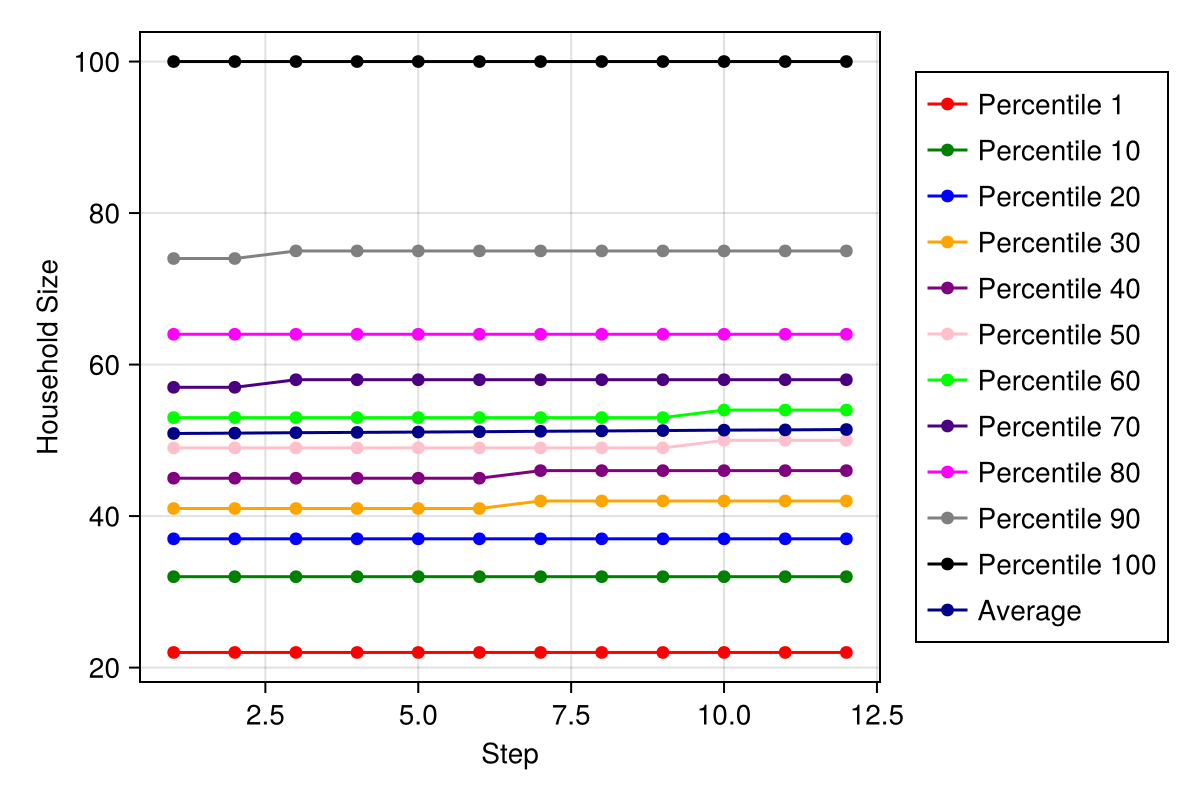 100
80
60
40
20
Household Size
2.5
5.0
7.5
10.0
12.5
Step
Percentile 1
Percentile 10
Percentile 20
Percentile 30
Percentile 40
Percentile 50
Percentile 60
Percentile 70
Percentile 80
Percentile 90
Percentile 100
Average